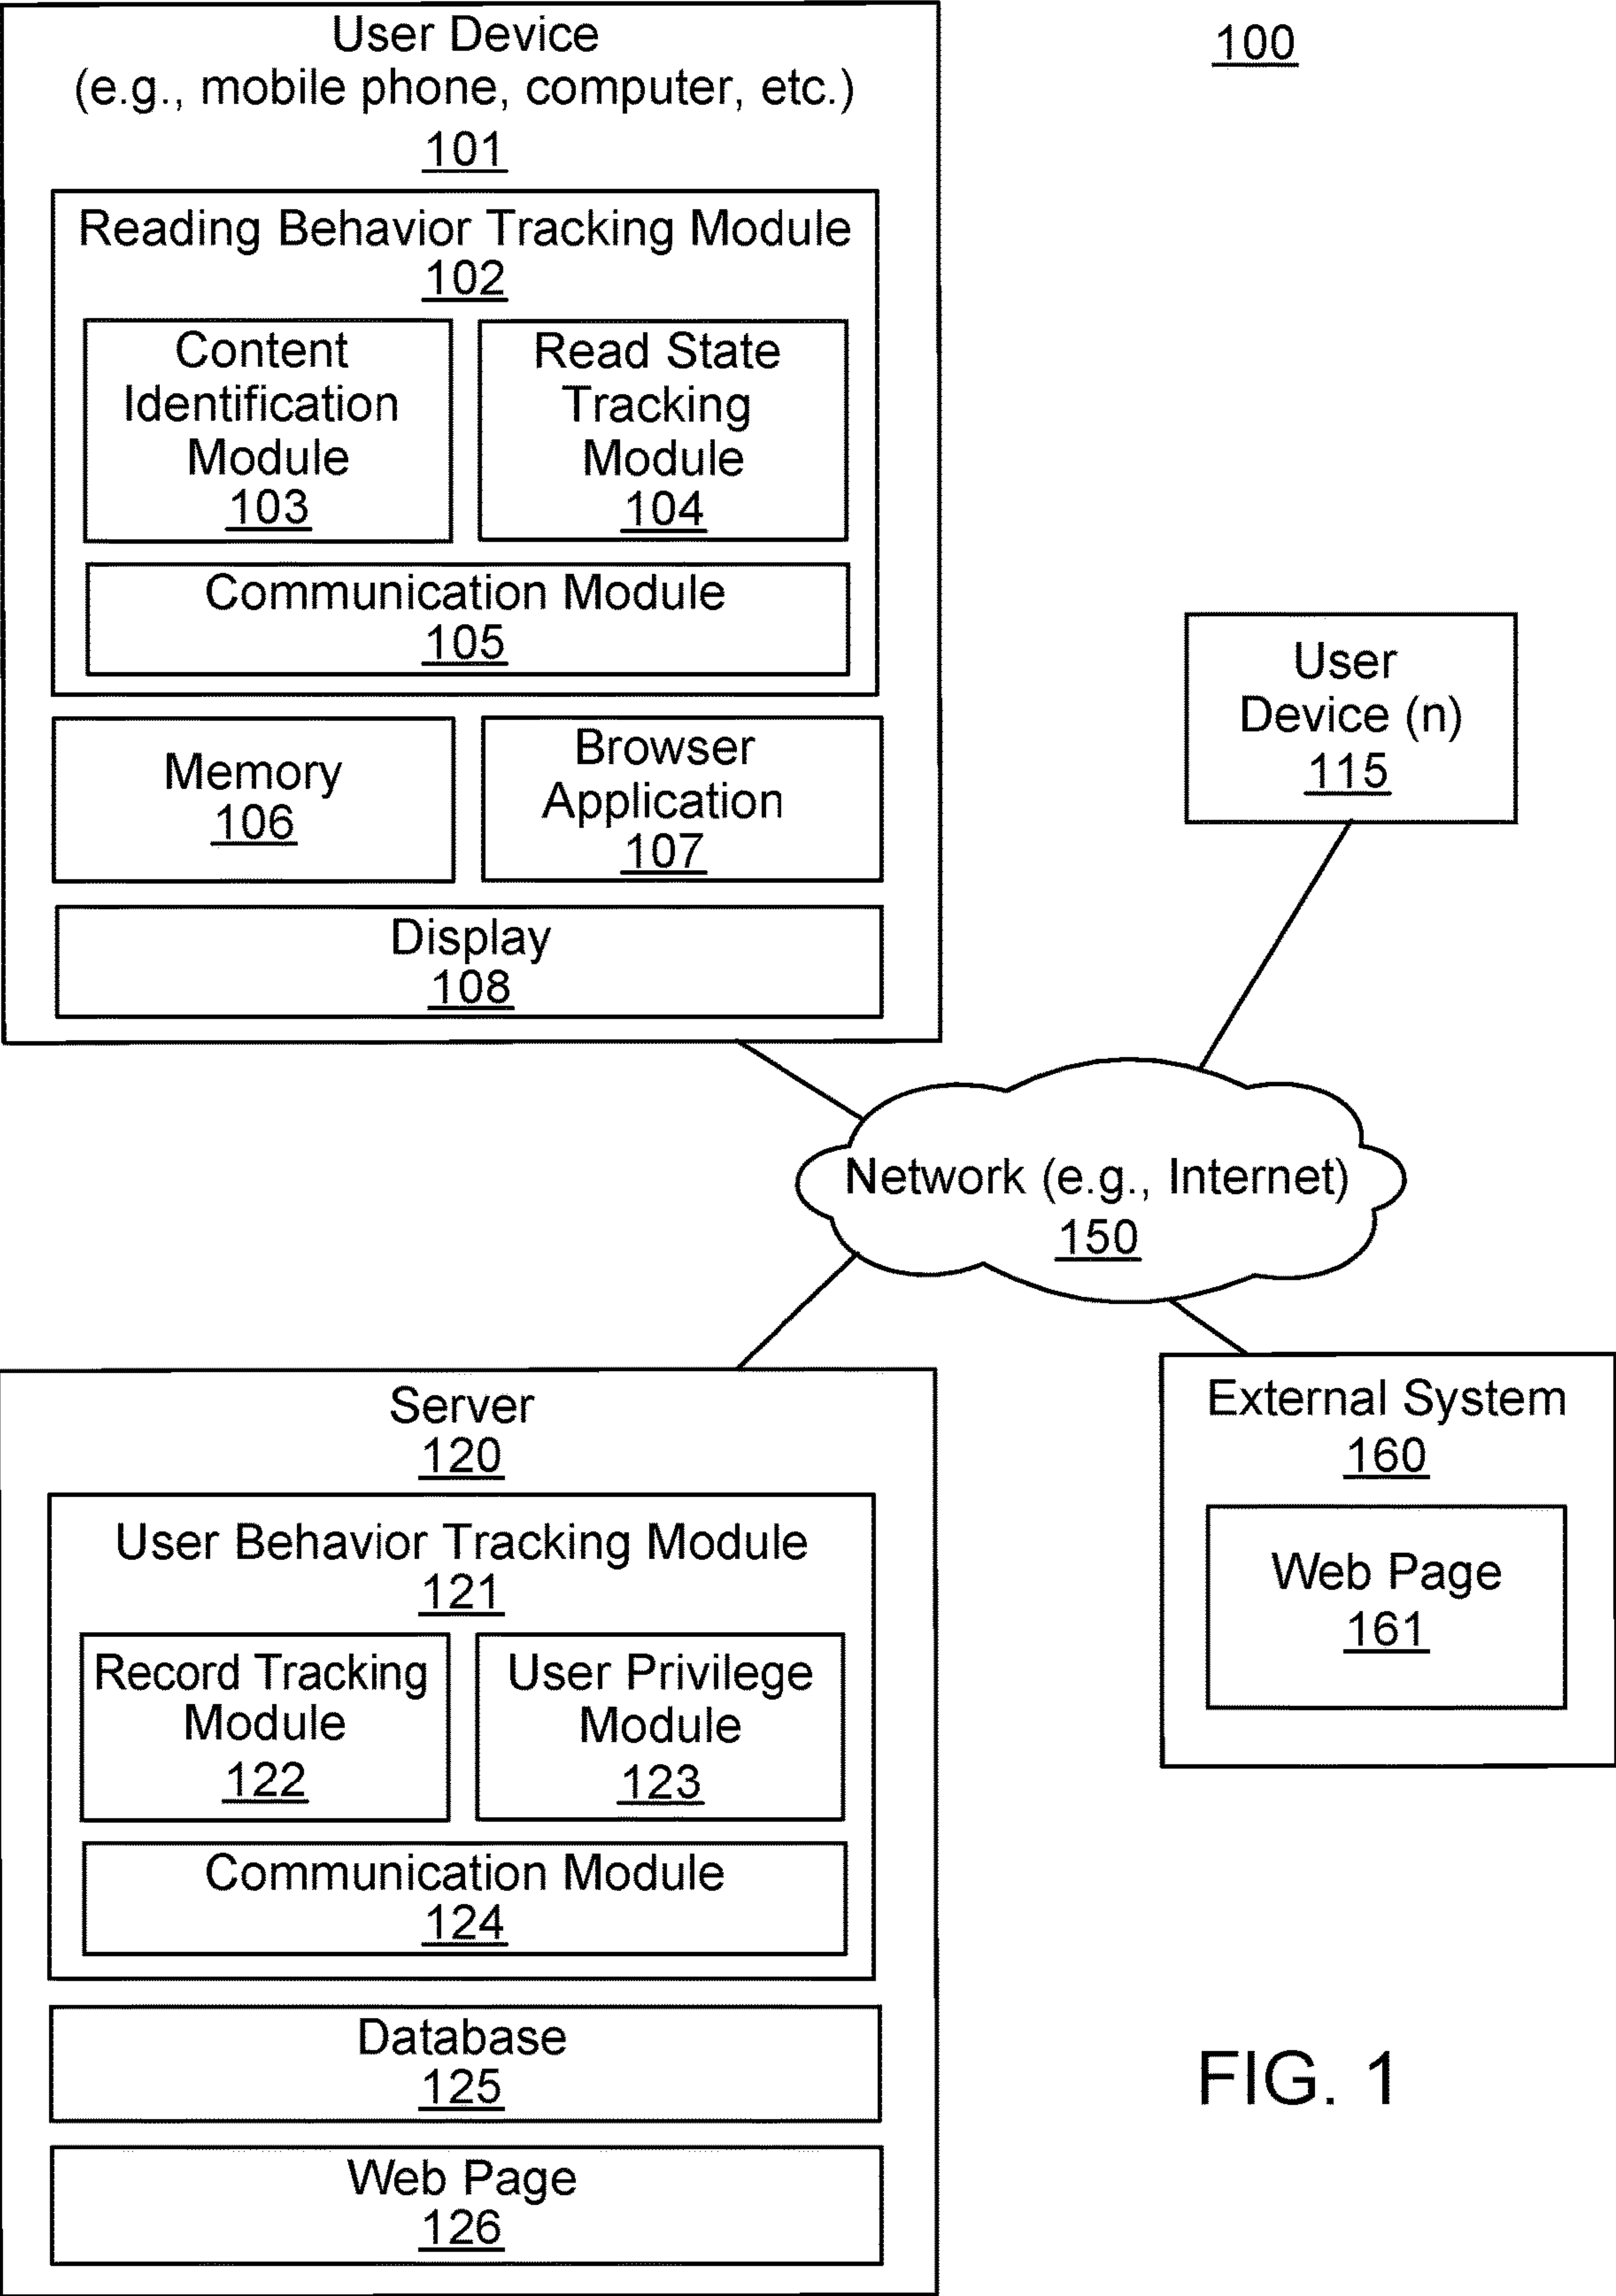 User Device
(e.g., mobile phone, computer, etc.)
101
Reading Behavior Tracking Module
102
Content
Identification
Module
103
Read State
Tracking
Module
104
Communication Module
105
Memory
106
Browser
Application
107
Display
108
100
User
Device (n)
115
Network (e.g., Internet)
150
Server
120
User Behavior Tracking Module
121
Record Tracking
Module
122
User Privilege
Module
123
Communication Module
124
Database
125
Web Page
126
External System
160
Web Page
161
FIG. 1